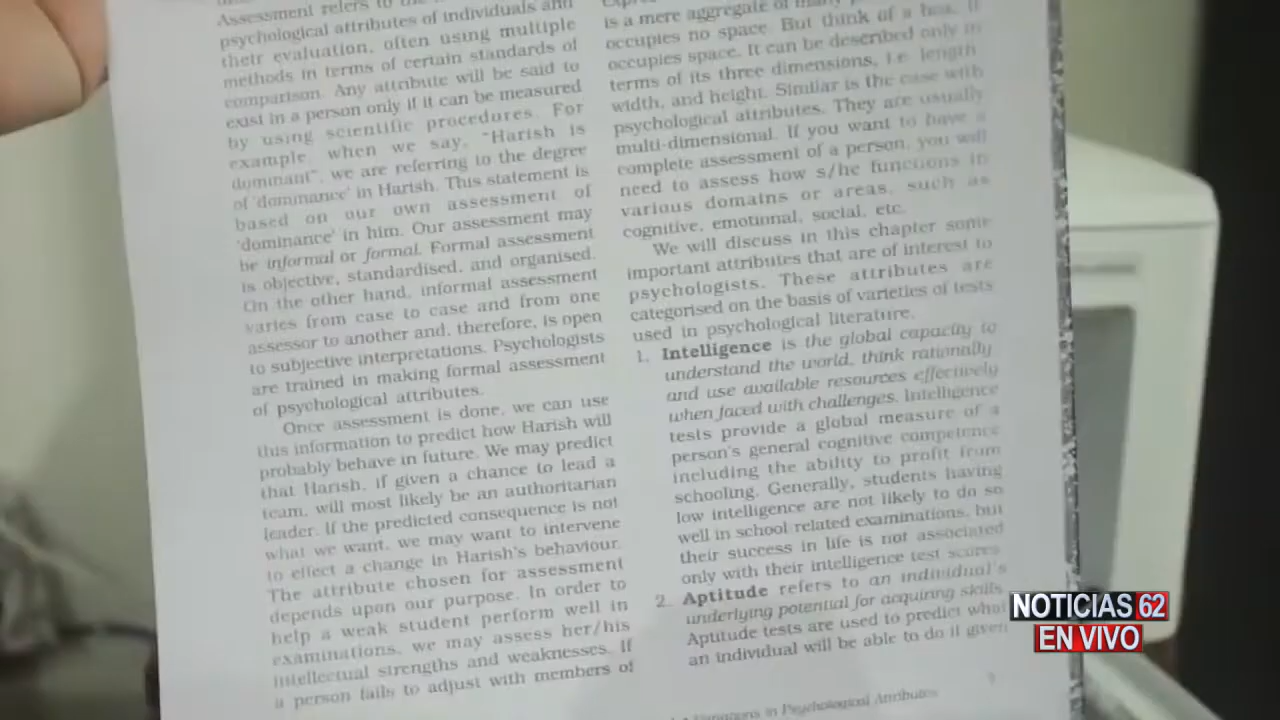 Assessment refers to the
psychological attributes of individuals and
their evaluation, often using multiple
methods in terms of certain standards of
comparison. Any attribute will be said to
exist in a person only if it can be measured
by using scientific procedures. For
example, when we say, "Harish is
dominant", we are referring to the degree
of 'dominance' in Harish. This statement is
based on our own assessment of
'dominance' in him. Our assessment may
be informal or formal. Formal assessment
is objective, standardised, and organised.
On the other hand, informal assessment
varies from case to case and from one
assessor to another and, therefore, is open
to subjective interpretations. Psychologists
are trained in making formal assessment
of psychological attributes.
Once assessment is done, we can use
this information to predict how Harish will
probably behave in future. We may predict
that Harish, if given a chance to lead a
team, will most likely be an authoritarian
leader. If the predicted consequence is not
what we want, we may want to intervene
to effect a change in Harish's behaviour.
The attribute chosen for assessment
depends upon our purpose. In order to
help a weak student perform well in
examinations, we may assess her/his
intellectual strengths and weaknesses. If
a person fails to adjust with members of
is a mere aggregate of many
occupies no space. But think of a box. It
occupies space. It can be described only in
terms of its three dimensions, i.e. length,
width, and height. Similar is the case with
psychological attributes. They are usually
multi-dimensional. If you want to have a
complete assessment of a person, you will
need to assess how s/he functions in
various domains or areas, such as
cognitive, emotional, social, etc.
We will discuss in this chapter some
important attributes that are of interest to
psychologists. These attributes are
categorised on the basis of varieties of tests
used in psychological literature.
1. Intelligence is the global capacity to
understand the world, think rationally,
and use available resources effectively
when faced with challenges. Intelligence
tests provide a global measure of a
person's general cognitive competence
including the ability to profit from
schooling. Generally, students having
low intelligence are not likely to do so
well in school-related examinations, but
their success in life is not associated
only with their intelligence test scores.
2. Aptitude refers to an individual's
underlying potential for acquiring skills.
Aptitude tests are used to predict what
an individual will be able to do if given
Variations in Psychological Attributes
NOTICIAS 62
EN VIVO